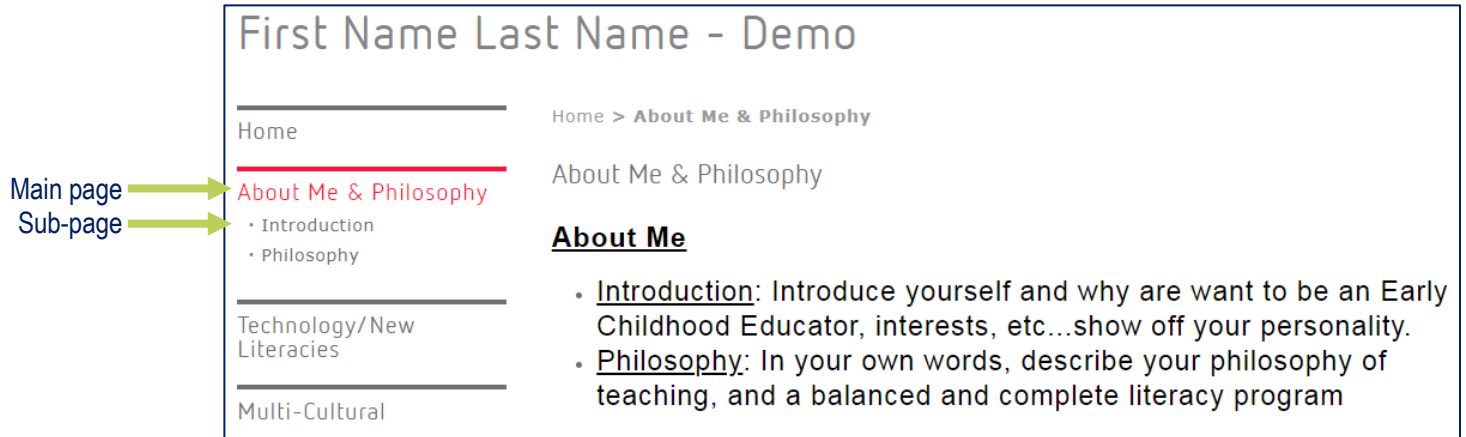 First Name Last Name - Demo
Home
Main page
About Me & Philosophy
Sub-page
· Introduction
· Philosophy
Technology/New
Literacies
Multi-Cultural
Home > About Me & Philosophy
About Me & Philosophy
About Me
• Introduction: Introduce yourself and why are want to be an Early
Childhood Educator, interests, etc...show off your personality.
• Philosophy: In your own words, describe your philosophy of
teaching, and a balanced and complete literacy program